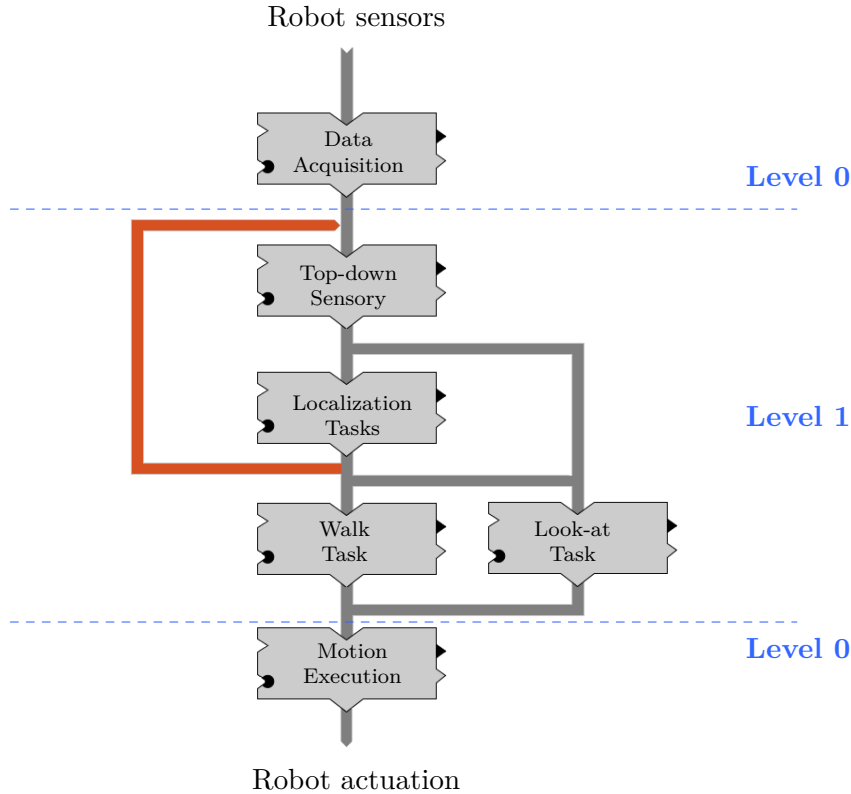 Robot sensors
Data
Acquisition
Level 0
Top-down
Sensory
Localization
Tasks
Level 1
Walk
Task
Look-at
Task
Motion
Execution
Level 0
Robot actuation